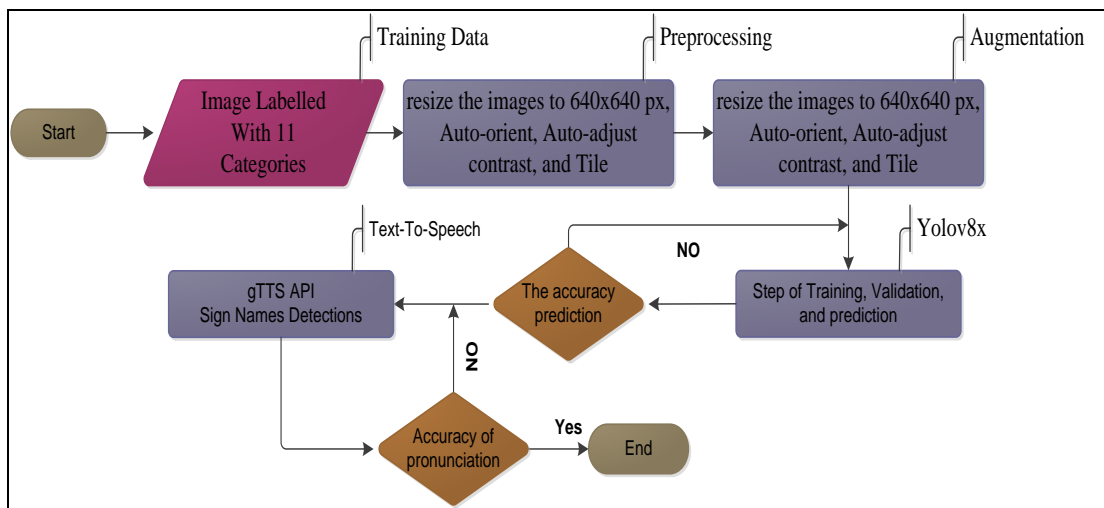 Training Data
Preprocessing
Augmentation
Start
Image Labelled
With 11
Categories
resize the images to 640x640 px,
Auto-orient, Auto-adjust
contrast, and Tile
resize the images to 640x640 px,
Auto-orient, Auto-adjust
contrast, and Tile
Yolov8x
Step of Training, Validation,
and prediction
NO
The accuracy
prediction
Text-To-Speech
gTTS API
Sign Names Detections
NO
Accuracy of
pronunciation
Yes
End